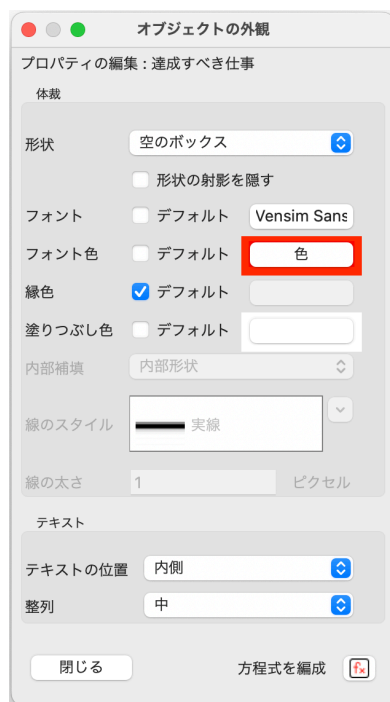 オブジェクトの外観
プロパティの編集 : 達成すべき仕事
体裁
形状 空のボックス
形状の射影を隠す
フォント デフォルト Vensim Sans
フォント色 デフォルト 色
縁色 デフォルト
塗りつぶし色 デフォルト
内部補填 内部形状
線のスタイル 実線
線の太さ 1 ピクセル
テキスト
テキストの位置 内側
整列 中
閉じる 方程式を編成 fx